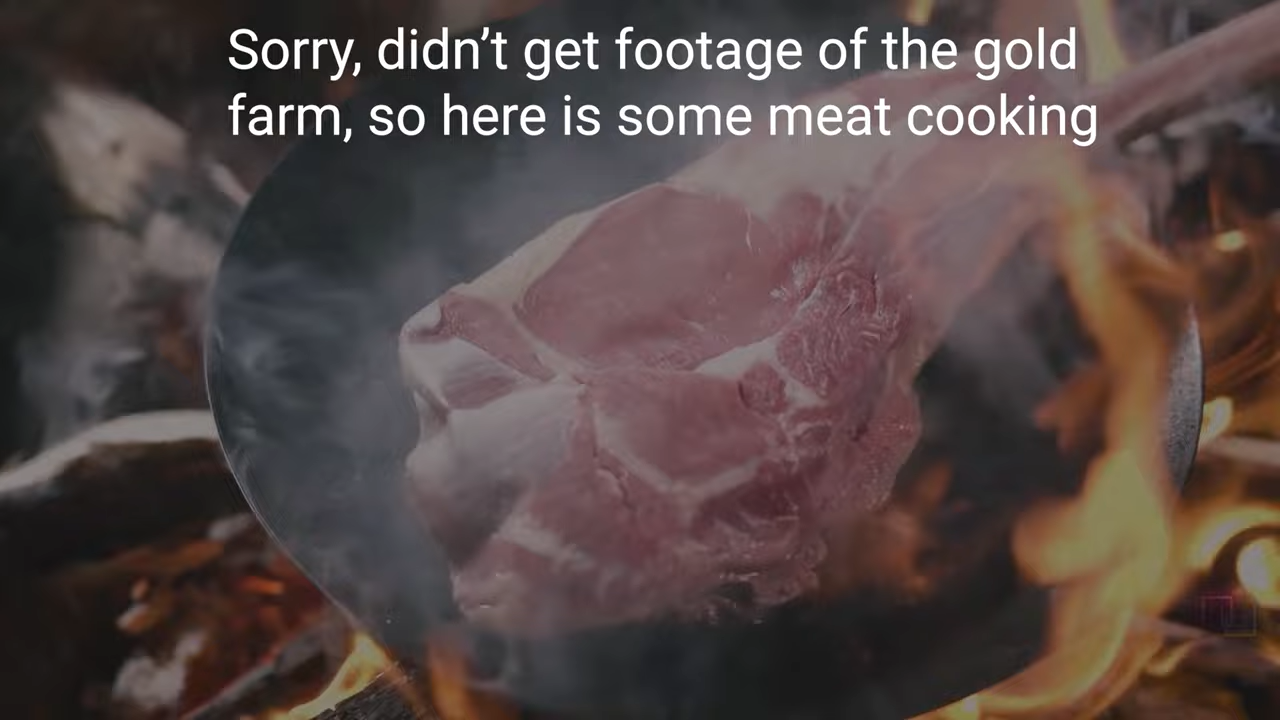 Sorry, didn’t get footage of the gold
farm, so here is some meat cooking